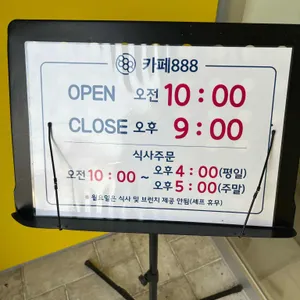 카페888
OPEN 오전 10 : 00
CLOSE 오후 9 : 00
식사주문
오전 10 : 00 ~ 오후 4 : 00(평일)
오후 5 : 00(주말)
* 월요일은 식사 및 브런치 제공 안됨(셰프 휴무)